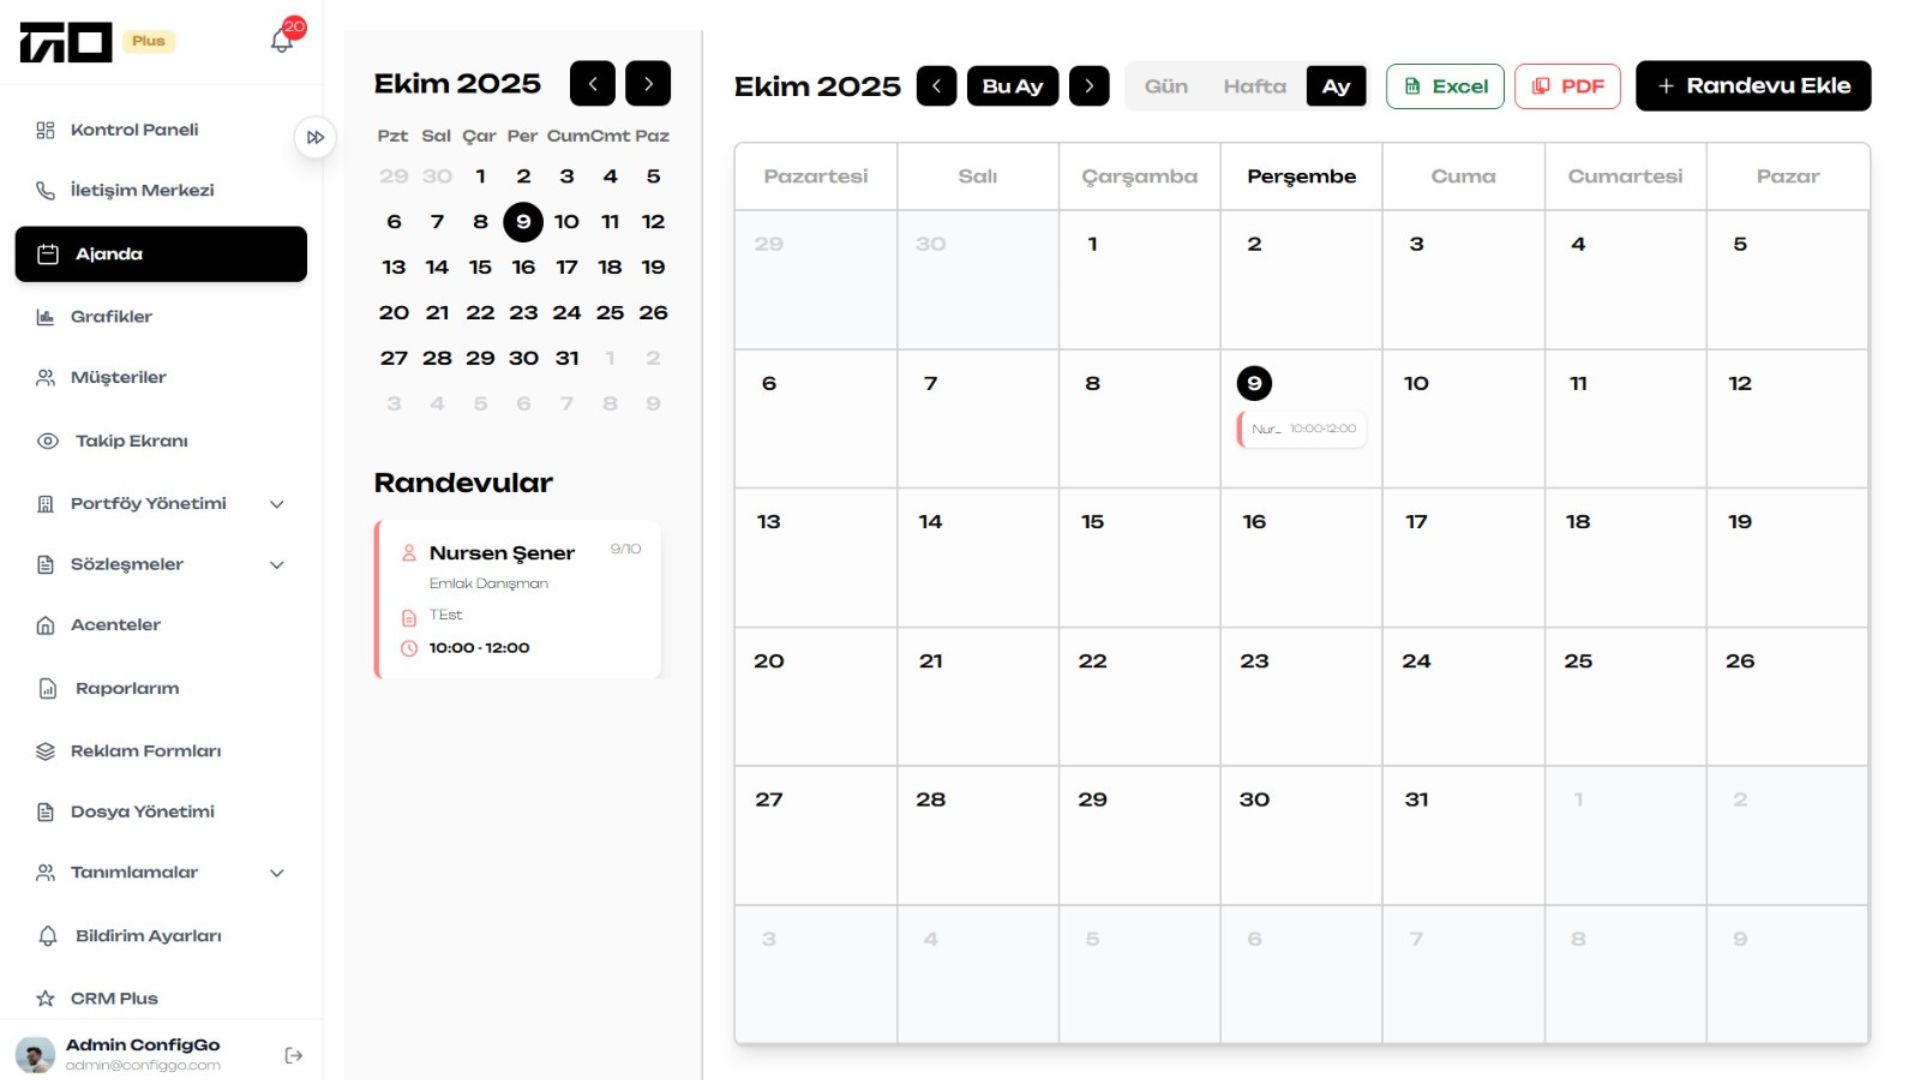 Plus
20
Kontrol Paneli
İletişim Merkezi
Ajanda
Grafikler
Müşteriler
Takip Ekranı
Portföy Yönetimi
Sözleşmeler
Acenteler
Raporlarım
Reklam Formları
Dosya Yönetimi
Tanımlamalar
Bildirim Ayarları
CRM Plus
Admin ConfigGo
admin@configgo.com
Ekim 2025
Pzt Sal Çar Per Cum Cmt Paz
29 30 1 2 3 4 5
6 7 8 9 10 11 12
13 14 15 16 17 18 19
20 21 22 23 24 25 26
27 28 29 30 31 1 2
3 4 5 6 7 8 9
Randevular
Nursen Şener 9/10
Emlak Danışman
TEst
10:00 - 12:00
Ekim 2025 Bu Ay Gün Hafta Ay Excel PDF + Randevu Ekle
Pazartesi Salı Çarşamba Perşembe Cuma Cumartesi Pazar
29 30 1 2 3 4 5
6 7 8 9 10 11 12
Nur... 10:00-12:00
13 14 15 16 17 18 19
20 21 22 23 24 25 26
27 28 29 30 31 1 2
3 4 5 6 7 8 9